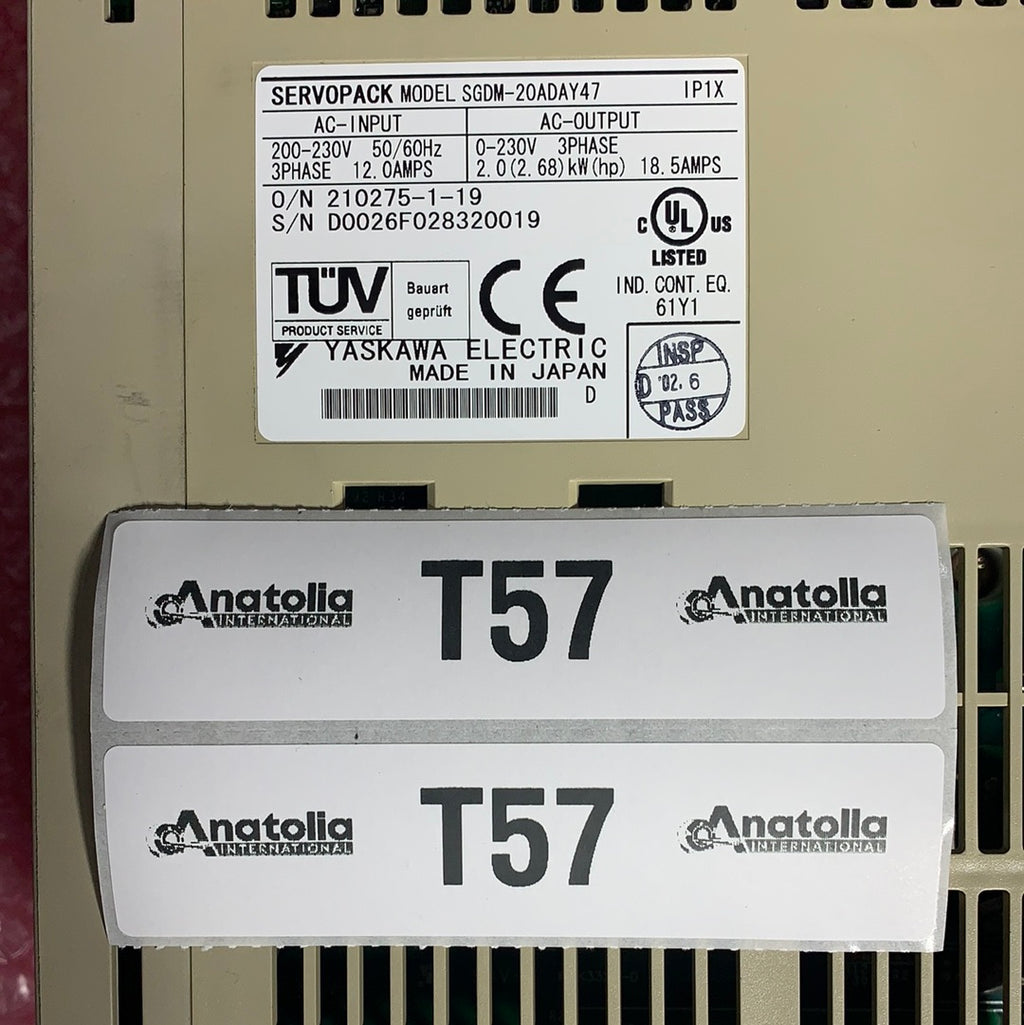 SERVOPACK MODEL SGDM-20ADAY47 IP1X
AC-INPUT AC-OUTPUT
200-230V 50/60Hz 0-230V 3PHASE
3PHASE 12.0AMPS 2.0(2.68)kW(hp) 18.5AMPS
O/N 210275-1-19
S/N D0026F028320019
C UL US
LISTED
IND. CONT. EQ.
61Y1
TÜV Bauart geprüft CE
PRODUCT SERVICE
YASKAWA ELECTRIC
MADE IN JAPAN
D
INSP
D '02. 6
PASS
Anatolia T57 Anatolia
INTERNATIONAL INTERNATIONAL
Anatolia T57 Anatolia
INTERNATIONAL INTERNATIONAL